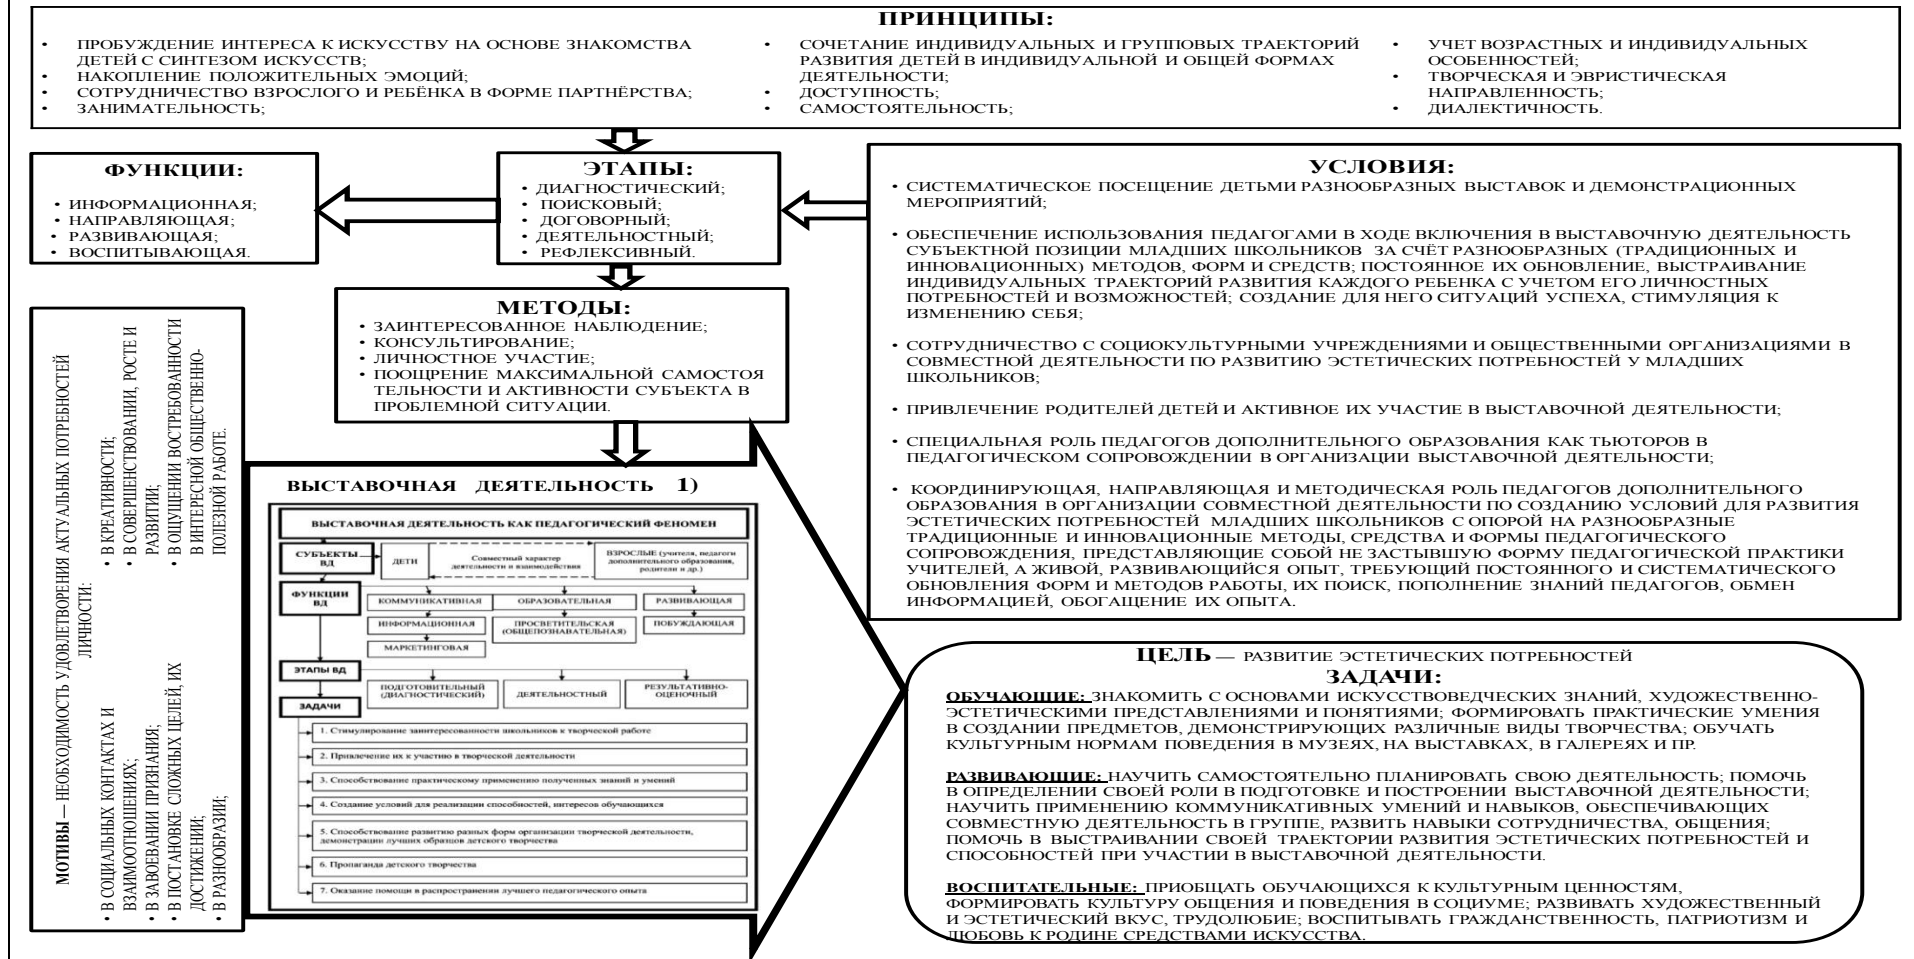 ПРИНЦИПЫ:
• ПРОБУЖДЕНИЕ ИНТЕРЕСА К ИСКУССТВУ НА ОСНОВЕ ЗНАКОМСТВА
ДЕТЕЙ С СИНТЕЗОМ ИСКУССТВ;
• НАКОПЛЕНИЕ ПОЛОЖИТЕЛЬНЫХ ЭМОЦИЙ;
• СОТРУДНИЧЕСТВО ВЗРОСЛОГО И РЕБЁНКА В ФОРМЕ ПАРТНЁРСТВА;
• ЗАНИМАТЕЛЬНОСТЬ;
• СОЧЕТАНИЕ ИНДИВИДУАЛЬНЫХ И ГРУППОВЫХ ТРАЕКТОРИЙ
РАЗВИТИЯ ДЕТЕЙ В ИНДИВИДУАЛЬНОЙ И ОБЩЕЙ ФОРМАХ
ДЕЯТЕЛЬНОСТИ;
• ДОСТУПНОСТЬ;
• САМОСТОЯТЕЛЬНОСТЬ;
• УЧЕТ ВОЗРАСТНЫХ И ИНДИВИДУАЛЬНЫХ
ОСОБЕННОСТЕЙ;
• ТВОРЧЕСКАЯ И ЭВРИСТИЧЕСКАЯ
НАПРАВЛЕННОСТЬ;
• ДИАЛЕКТИЧНОСТЬ.
ФУНКЦИИ:
• ИНФОРМАЦИОННАЯ;
• НАПРАВЛЯЮЩАЯ;
• РАЗВИВАЮЩАЯ;
• ВОСПИТЫВАЮЩАЯ.
ЭТАПЫ:
• ДИАГНОСТИЧЕСКИЙ;
• ПОИСКОВЫЙ;
• ДОГОВОРНЫЙ;
• ДЕЯТЕЛЬНОСТНЫЙ;
• РЕФЛЕКСИВНЫЙ.
УСЛОВИЯ:
• СИСТЕМАТИЧЕСКОЕ ПОСЕЩЕНИЕ ДЕТЬМИ РАЗНООБРАЗНЫХ ВЫСТАВОК И ДЕМОНСТРАЦИОННЫХ
МЕРОПРИЯТИЙ;
• ОБЕСПЕЧЕНИЕ ИСПОЛЬЗОВАНИЯ ПЕДАГОГАМИ В ХОДЕ ВКЛЮЧЕНИЯ В ВЫСТАВОЧНУЮ ДЕЯТЕЛЬНОСТЬ
СУБЪЕКТНОЙ ПОЗИЦИИ МЛАДШИХ ШКОЛЬНИКОВ ЗА СЧЁТ РАЗНООБРАЗНЫХ (ТРАДИЦИОННЫХ И
ИННОВАЦИОННЫХ) МЕТОДОВ, ФОРМ И СРЕДСТВ; ПОСТОЯННОЕ ИХ ОБНОВЛЕНИЕ, ВЫСТРАИВАНИЕ
ИНДИВИДУАЛЬНЫХ ТРАЕКТОРИЙ РАЗВИТИЯ КАЖДОГО РЕБЕНКА С УЧЕТОМ ЕГО ЛИЧНОСТНЫХ
ПОТРЕБНОСТЕЙ И ВОЗМОЖНОСТЕЙ; СОЗДАНИЕ ДЛЯ НЕГО СИТУАЦИЙ УСПЕХА, СТИМУЛЯЦИЯ К
ИЗМЕНЕНИЮ СЕБЯ;
• СОТРУДНИЧЕСТВО С СОЦИОКУЛЬТУРНЫМИ УЧРЕЖДЕНИЯМИ И ОБЩЕСТВЕННЫМИ ОРГАНИЗАЦИЯМИ В
СОВМЕСТНОЙ ДЕЯТЕЛЬНОСТИ ПО РАЗВИТИЮ ЭСТЕТИЧЕСКИХ ПОТРЕБНОСТЕЙ У МЛАДШИХ
ШКОЛЬНИКОВ;
• ПРИВЛЕЧЕНИЕ РОДИТЕЛЕЙ ДЕТЕЙ И АКТИВНОЕ ИХ УЧАСТИЕ В ВЫСТАВОЧНОЙ ДЕЯТЕЛЬНОСТИ;
• СПЕЦИАЛЬНАЯ РОЛЬ ПЕДАГОГОВ ДОПОЛНИТЕЛЬНОГО ОБРАЗОВАНИЯ КАК ТЬЮТОРОВ В
ПЕДАГОГИЧЕСКОМ СОПРОВОЖДЕНИИ В ОРГАНИЗАЦИИ ВЫСТАВОЧНОЙ ДЕЯТЕЛЬНОСТИ;
• КООРДИНИРУЮЩАЯ, НАПРАВЛЯЮЩАЯ И МЕТОДИЧЕСКАЯ РОЛЬ ПЕДАГОГОВ ДОПОЛНИТЕЛЬНОГО
ОБРАЗОВАНИЯ В ОРГАНИЗАЦИИ СОВМЕСТНОЙ ДЕЯТЕЛЬНОСТИ ПО СОЗДАНИЮ УСЛОВИЙ ДЛЯ РАЗВИТИЯ
ЭСТЕТИЧЕСКИХ ПОТРЕБНОСТЕЙ МЛАДШИХ ШКОЛЬНИКОВ С ОПОРОЙ НА РАЗНООБРАЗНЫЕ
ТРАДИЦИОННЫЕ И ИННОВАЦИОННЫЕ МЕТОДЫ, СРЕДСТВА И ФОРМЫ ПЕДАГОГИЧЕСКОГО
СОПРОВОЖДЕНИЯ, ПРЕДСТАВЛЯЮЩИЕ СОБОЙ НЕ ЗАСТЫВШУЮ ФОРМУ ПЕДАГОГИЧЕСКОЙ ПРАКТИКИ
УЧИТЕЛЕЙ, А ЖИВОЙ, РАЗВИВАЮЩИЙСЯ ОПЫТ, ТРЕБУЮЩИЙ ПОСТОЯННОГО И СИСТЕМАТИЧЕСКОГО
ОБНОВЛЕНИЯ ФОРМ И МЕТОДОВ РАБОТЫ, ИХ ПОИСК, ПОПОЛНЕНИЕ ЗНАНИЙ ПЕДАГОГОВ, ОБМЕН
ИНФОРМАЦИЕЙ, ОБОГАЩЕНИЕ ИХ ОПЫТА.
МЕТОДЫ:
• ЗАИНТЕРЕСОВАННОЕ НАБЛЮДЕНИЕ;
• КОНСУЛЬТИРОВАНИЕ;
• ЛИЧНОСТНОЕ УЧАСТИЕ;
• ПООЩРЕНИЕ МАКСИМАЛЬНОЙ САМОСТОЯ
ТЕЛЬНОСТИ И АКТИВНОСТИ СУБЪЕКТА В
ПРОБЛЕМНОЙ СИТУАЦИИ.
МОТИВЫ — НЕОБХОДИМОСТЬ УДОВЛЕТВОРЕНИЯ АКТУАЛЬНЫХ ПОТРЕБНОСТЕЙ
ЛИЧНОСТИ:
• В СОЦИАЛЬНЫХ КОНТАКТАХ И
ВЗАИМООТНОШЕНИЯХ;
• В ЗАВОЕВАНИИ ПРИЗНАНИЯ;
• В ПОСТАНОВКЕ СЛОЖНЫХ ЦЕЛЕЙ, ИХ
ДОСТИЖЕНИИ;
• В РАЗНООБРАЗИИ;
• В КРЕАТИВНОСТИ;
• В СОВЕРШЕНСТВОВАНИИ, РОСТЕ И
РАЗВИТИИ;
• В ОЩУЩЕНИИ ВОСТРЕБОВАННОСТИ
В ИНТЕРЕСНОЙ ОБЩЕСТВЕННО-
ПОЛЕЗНОЙ РАБОТЕ.
ВЫСТАВОЧНАЯ ДЕЯТЕЛЬНОСТЬ 1)
ВЫСТАВОЧНАЯ ДЕЯТЕЛЬНОСТЬ КАК ПЕДАГОГИЧЕСКИЙ ФЕНОМЕН
СУБЪЕКТЫ
ВД
ДЕТИ
Совместный характер
деятельности и взаимодействия
ВЗРОСЛЫЕ (учителя, педагоги
дополнительного образования,
родители и др.)
ФУНКЦИИ
ВД
КОММУНИКАТИВНАЯ
ОБРАЗОВАТЕЛЬНАЯ
РАЗВИВАЮЩАЯ
ИНФОРМАЦИОННАЯ
ПРОСВЕТИТЕЛЬСКАЯ
(ОБЩЕПОЗНАВАТЕЛЬНАЯ)
ПОБУЖДАЮЩАЯ
МАРКЕТИНГОВАЯ
ЭТАПЫ ВД
ПОДГОТОВИТЕЛЬНЫЙ
(ДИАГНОСТИЧЕСКИЙ)
ДЕЯТЕЛЬНОСТНЫЙ
РЕЗУЛЬТАТИВНО-
ОЦЕНОЧНЫЙ
ЗАДАЧИ
1. Стимулирование заинтересованности школьников к творческой работе
2. Привлечение их к участию в творческой деятельности
3. Способствование практическому применению полученных знаний и умений
4. Создание условий для реализации способностей, интересов обучающихся
5. Способствование развитию разных форм организации творческой деятельности,
демонстрации лучших образцов детского творчества
6. Пропаганда детского творчества
7. Оказание помощи в распространении лучшего педагогического опыта
ЦЕЛЬ — РАЗВИТИЕ ЭСТЕТИЧЕСКИХ ПОТРЕБНОСТЕЙ
ЗАДАЧИ:
ОБУЧАЮЩИЕ: ЗНАКОМИТЬ С ОСНОВАМИ ИСКУССТВОВЕДЧЕСКИХ ЗНАНИЙ, ХУДОЖЕСТВЕННО-
ЭСТЕТИЧЕСКИМИ ПРЕДСТАВЛЕНИЯМИ И ПОНЯТИЯМИ; ФОРМИРОВАТЬ ПРАКТИЧЕСКИЕ УМЕНИЯ
В СОЗДАНИИ ПРЕДМЕТОВ, ДЕМОНСТРИРУЮЩИХ РАЗЛИЧНЫЕ ВИДЫ ТВОРЧЕСТВА; ОБУЧАТЬ
КУЛЬТУРНЫМ НОРМАМ ПОВЕДЕНИЯ В МУЗЕЯХ, НА ВЫСТАВКАХ, В ГАЛЕРЕЯХ И ПР.
РАЗВИВАЮЩИЕ: НАУЧИТЬ САМОСТОЯТЕЛЬНО ПЛАНИРОВАТЬ СВОЮ ДЕЯТЕЛЬНОСТЬ; ПОМОЧЬ
В ОПРЕДЕЛЕНИИ СВОЕЙ РОЛИ В ПОДГОТОВКЕ И ПОСТРОЕНИИ ВЫСТАВОЧНОЙ ДЕЯТЕЛЬНОСТИ;
НАУЧИТЬ ПРИМЕНЕНИЮ КОММУНИКАТИВНЫХ УМЕНИЙ И НАВЫКОВ, ОБЕСПЕЧИВАЮЩИХ
СОВМЕСТНУЮ ДЕЯТЕЛЬНОСТЬ В ГРУППЕ, РАЗВИТЬ НАВЫКИ СОТРУДНИЧЕСТВА, ОБЩЕНИЯ;
ПОМОЧЬ В ВЫСТРАИВАНИИ СВОЕЙ ТРАЕКТОРИИ РАЗВИТИЯ ЭСТЕТИЧЕСКИХ ПОТРЕБНОСТЕЙ И
СПОСОБНОСТЕЙ ПРИ УЧАСТИИ В ВЫСТАВОЧНОЙ ДЕЯТЕЛЬНОСТИ.
ВОСПИТАТЕЛЬНЫЕ: ПРИОБЩАТЬ ОБУЧАЮЩИХСЯ К КУЛЬТУРНЫМ ЦЕННОСТЯМ,
ФОРМИРОВАТЬ КУЛЬТУРУ ОБЩЕНИЯ И ПОВЕДЕНИЯ В СОЦИУМЕ; РАЗВИВАТЬ ХУДОЖЕСТВЕННЫЙ
И ЭСТЕТИЧЕСКИЙ ВКУС, ТРУДОЛЮБИЕ; ВОСПИТЫВАТЬ ГРАЖДАНСТВЕННОСТЬ, ПАТРИОТИЗМ И
ЛЮБОВЬ К РОДИНЕ СРЕДСТВАМИ ИСКУССТВА.